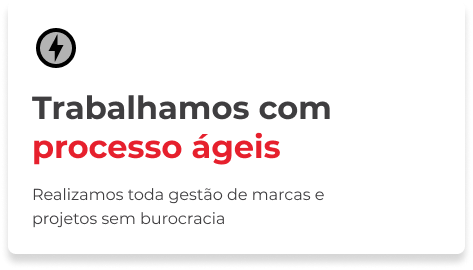 Trabalhamos com
processo ágeis
Realizamos toda gestão de marcas e
projetos sem burocracia